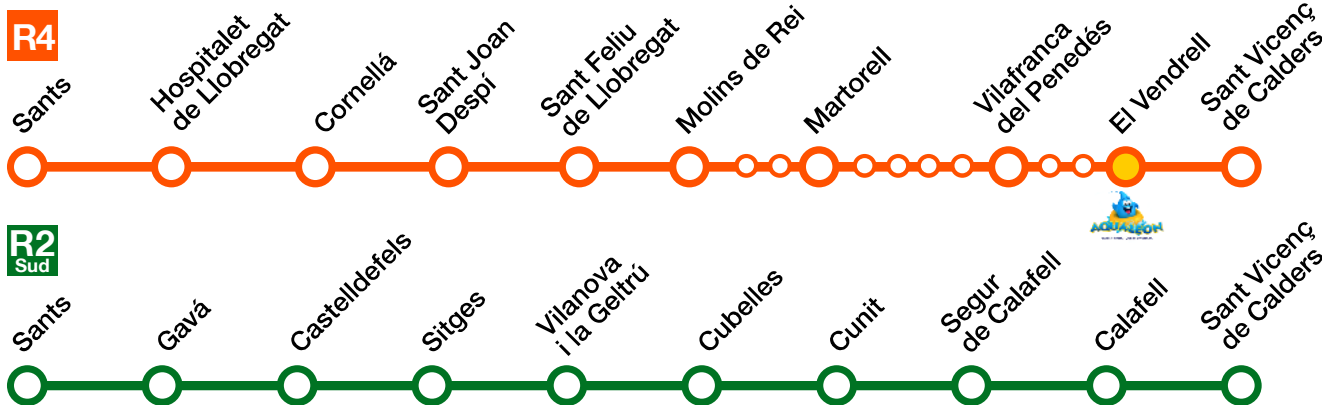 R4
Sants
Hospitalet
de Llobregat
Cornellá
Sant Joan
Despí
Sant Feliu
de Llobregat
Molins de Rei
Martorell
Vilafranca
del Penedés
El Vendrell
Sant Vicenç
de Calders
AQUALEON
R2
Sud
Sants
Gavá
Castelldefels
Sitges
Vilanova
i la Geltrú
Cubelles
Cunit
Segur
de Calafell
Calafell
Sant Vicenç
de Calders